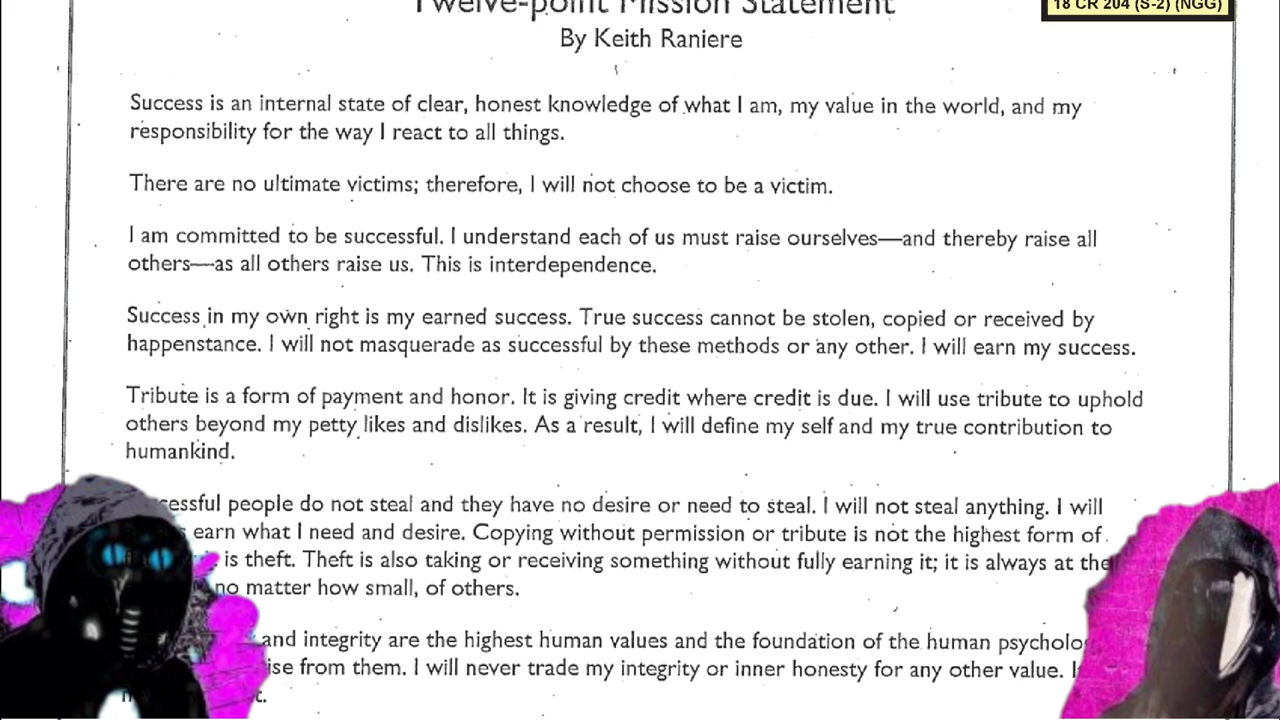 Twelve-point Mission Statement
18 CR 204 (S-2) (NGG)
By Keith Raniere
Success is an internal state of clear, honest knowledge of what I am, my value in the world, and my
responsibility for the way I react to all things.
There are no ultimate victims; therefore, I will not choose to be a victim.
I am committed to be successful. I understand each of us must raise ourselves—and thereby raise all
others—as all others raise us. This is interdependence.
Success in my own right is my earned success. True success cannot be stolen, copied or received by
happenstance. I will not masquerade as successful by these methods or any other. I will earn my success.
Tribute is a form of payment and honor. It is giving credit where credit is due. I will use tribute to uphold
others beyond my petty likes and dislikes. As a result, I will define my self and my true contribution to
humankind.
essful people do not steal and they have no desire or need to steal. I will not steal anything. I will
earn what I need and desire. Copying without permission or tribute is not the highest form of
is theft. Theft is also taking or receiving something without fully earning it; it is always at the
no matter how small, of others.
and integrity are the highest human values and the foundation of the human psycholo
ise from them. I will never trade my integrity or inner honesty for any other value.